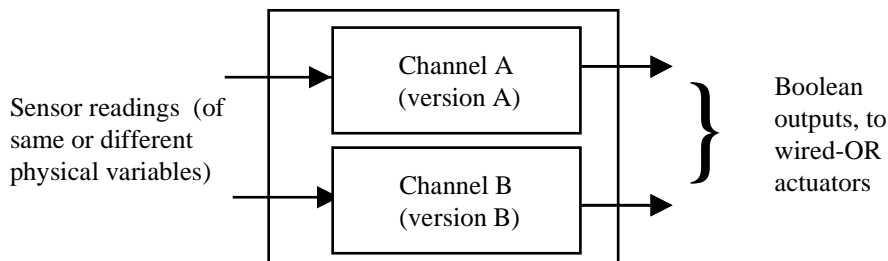 Sensor readings (of
same or different
physical variables)
Channel A
(version A)
Channel B
(version B)
}
Boolean
outputs, to
wired-OR
actuators